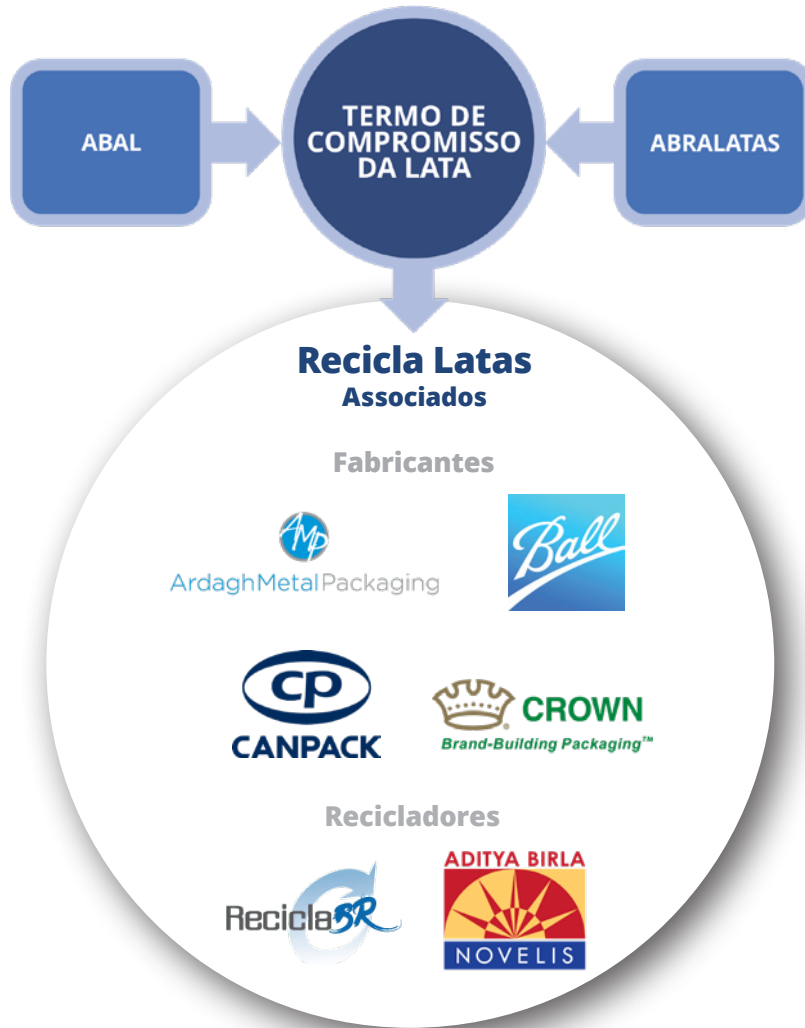 ABAL
TERMO DE
COMPROMISSO
DA LATA
ABRALATAS
Recicla Latas
Associados
Fabricantes
AMP
ArdaghMetalPackaging
Ball
CP
CANPACK
CROWN
Brand-Building Packaging™
Recicladores
ReciclaBR
ADITYA BIRLA
NOVELIS